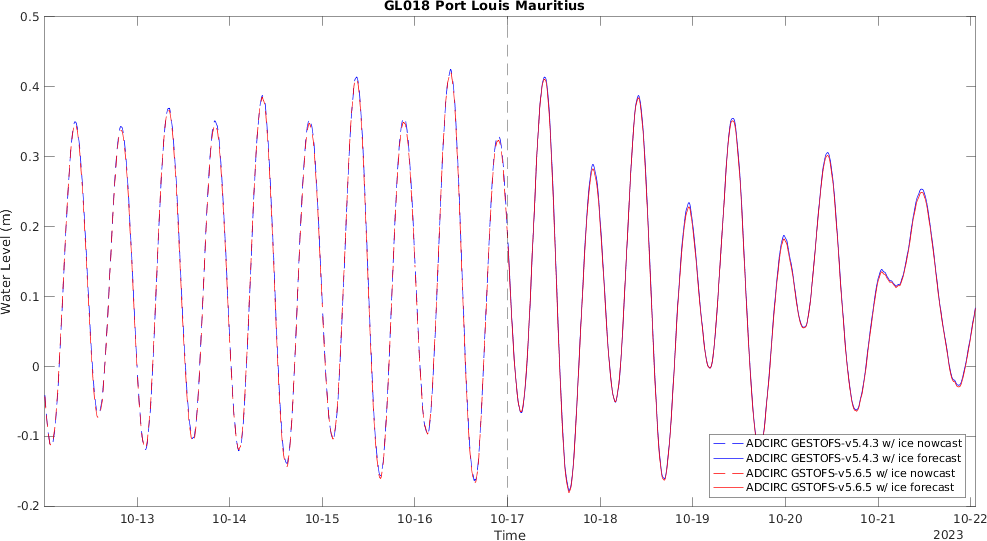 GL018 Port Louis Mauritius
0.5
0.4
0.3
0.2
0.1
0
-0.1
-0.2
Water Level (m)
ADCIRC GESTOFS-v5.4.3 w/ ice nowcast
ADCIRC GESTOFS-v5.4.3 w/ ice forecast
ADCIRC GSTOFS-v5.6.5 w/ ice nowcast
ADCIRC GSTOFS-v5.6.5 w/ ice forecast
10-13 10-14 10-15 10-16 10-17 10-18 10-19 10-20 10-21 10-22
Time
2023